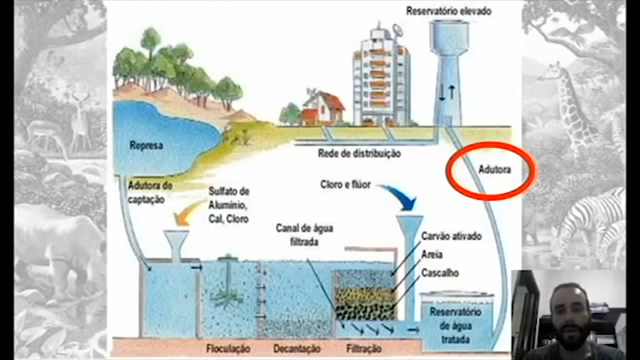 Reservatório elevado
Represa
Rede de distribuição
Adutora
Adutora de
captação
Sulfato de
Alumínio,
Cal, Cloro
Cloro e flúor
Canal de água
filtrada
Carvão ativado
Areia
Cascalho
Reservatório
de água
tratada
Floculação
Decantação
Filtração